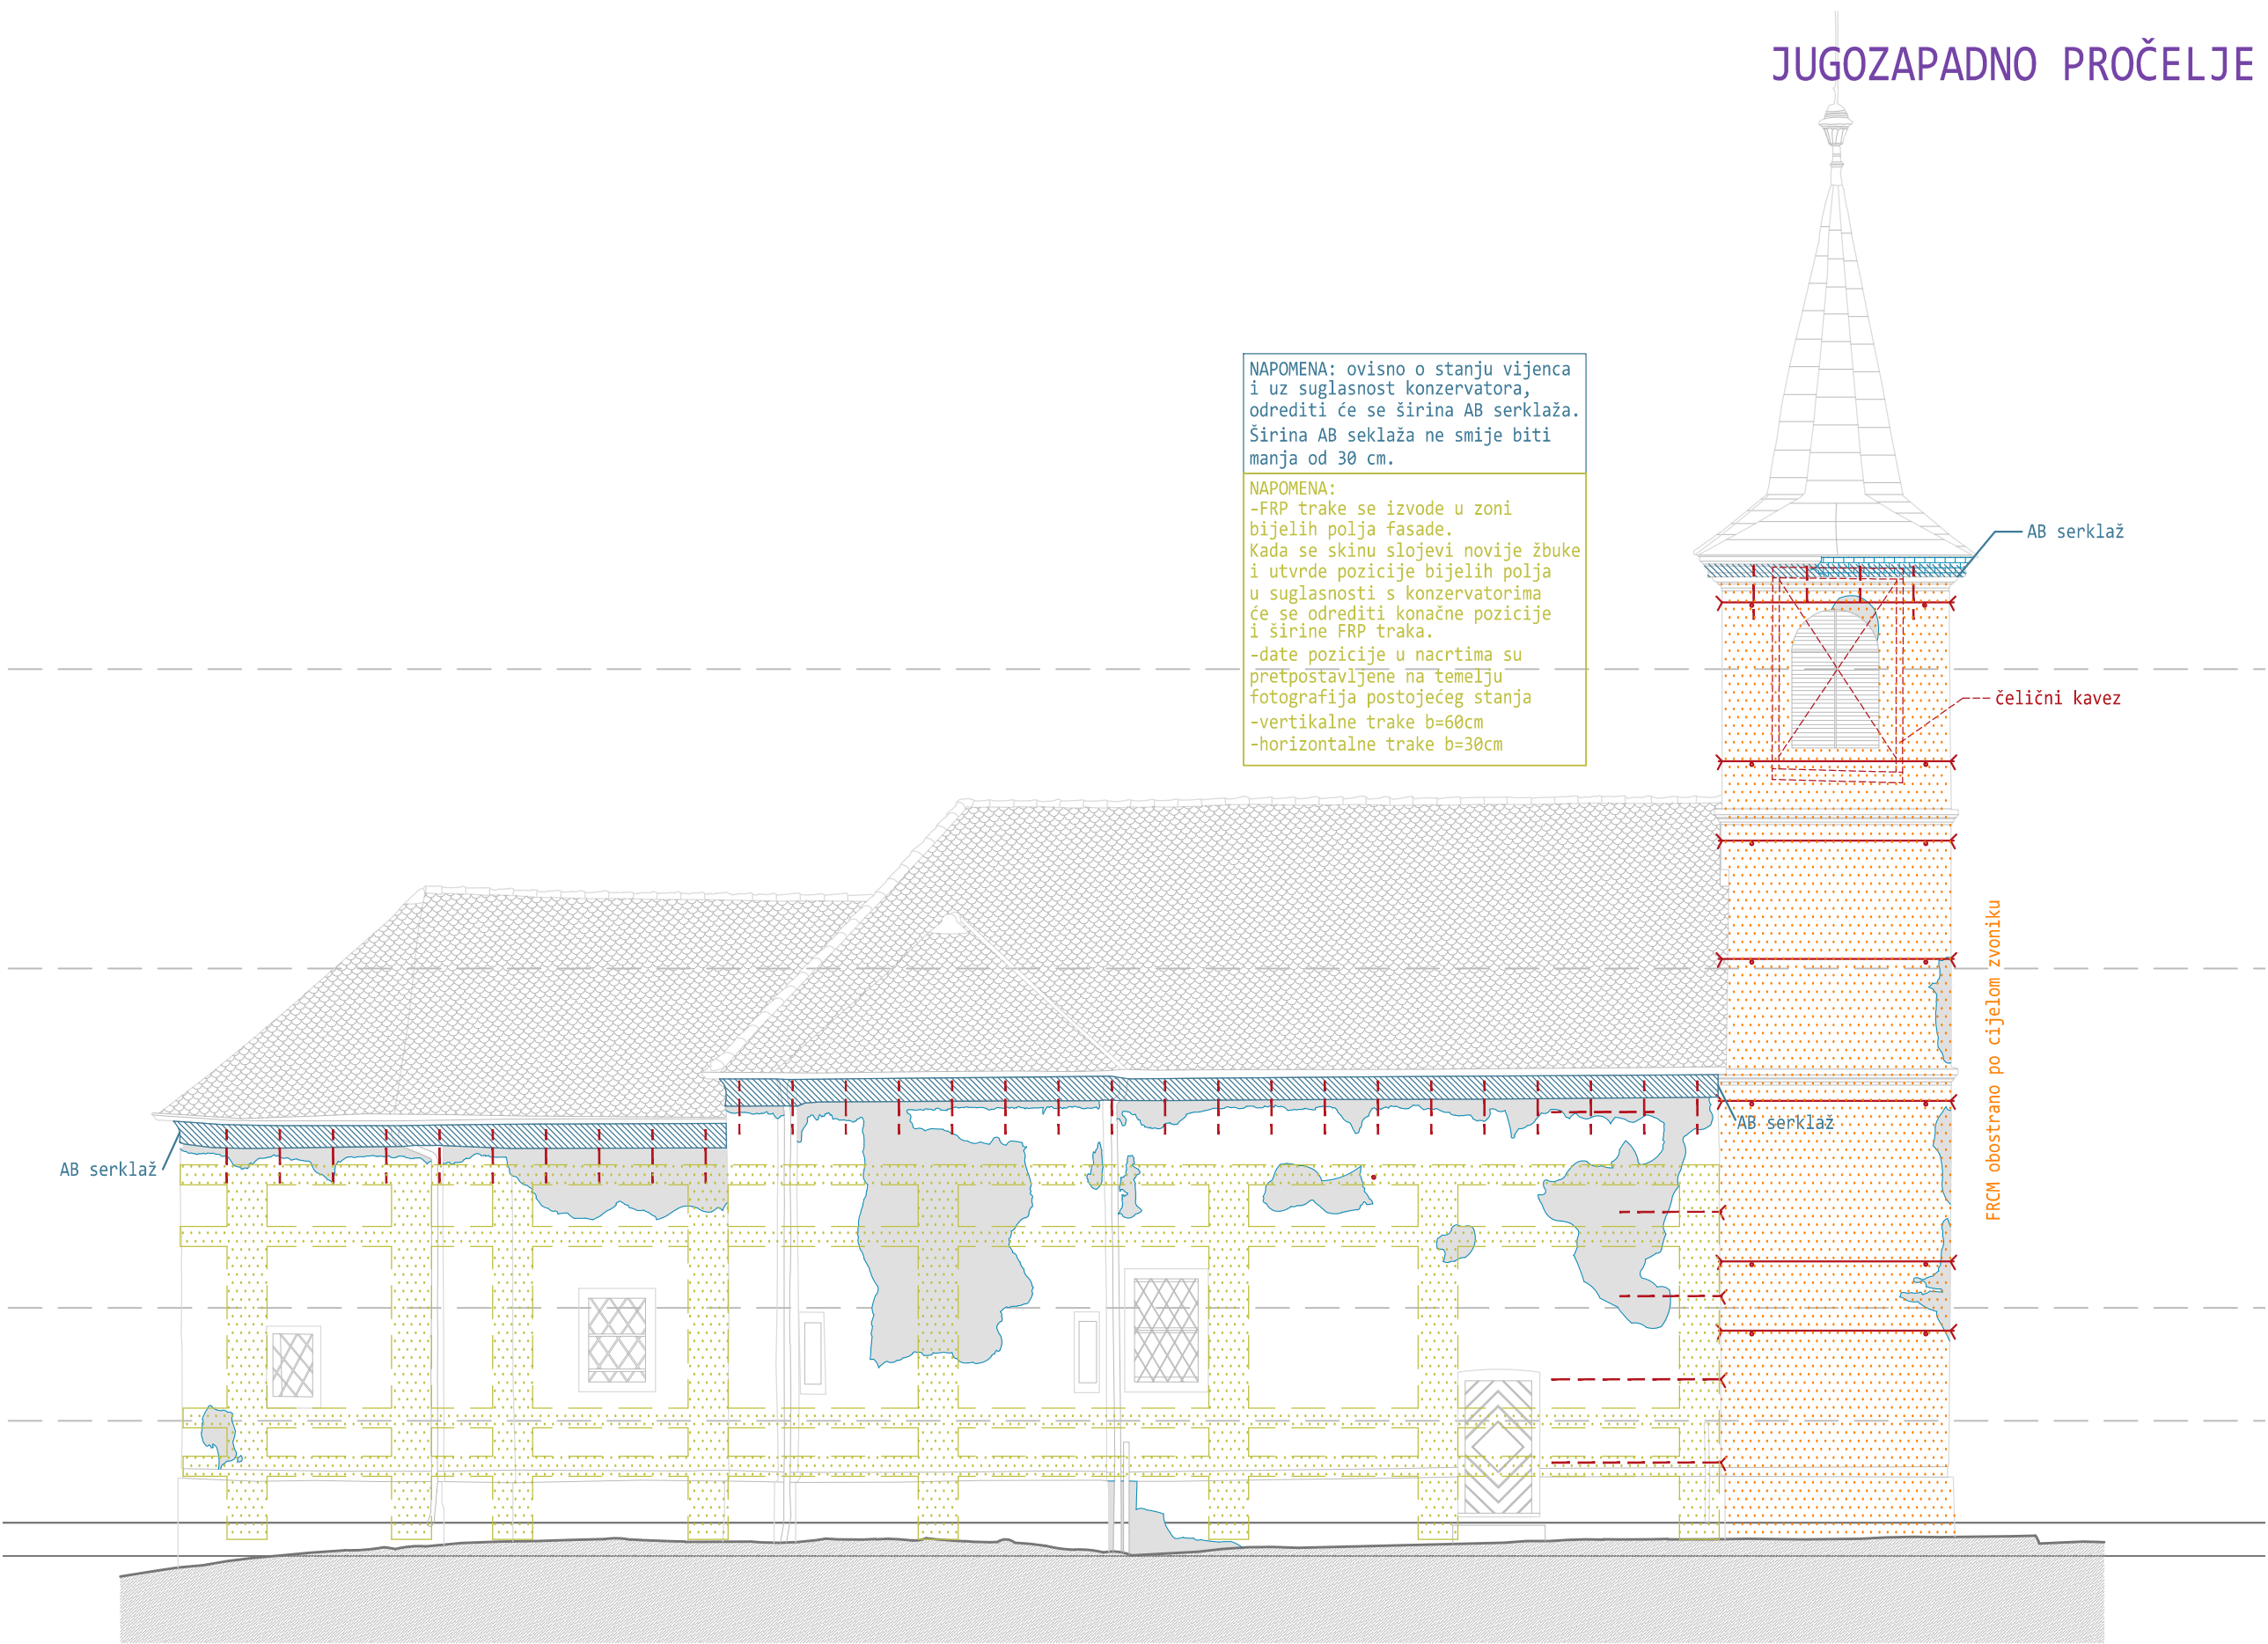 JUGOZAPADNO PROČELJE
NAPOMENA: ovisno o stanju vijenca
i uz suglasnost konzervatora,
odrediti će se širina AB serklaža.
Širina AB seklaža ne smije biti
manja od 30 cm.
NAPOMENA:
-FRP trake se izvode u zoni
bijelih polja fasade.
Kada se skinu slojevi novije žbuke
i utvrde pozicije bijelih polja
u suglasnosti s konzervatorima
će se odrediti konačne pozicije
i širine FRP traka.
-date pozicije u nacrtima su
pretpostavljene na temelju
fotografija postojećeg stanja
-vertikalne trake b=60cm
-horizontalne trake b=30cm
AB serklaž
čelični kavez
FRCM obostrano po cijelom zvoniku
AB serklaž
AB serklaž